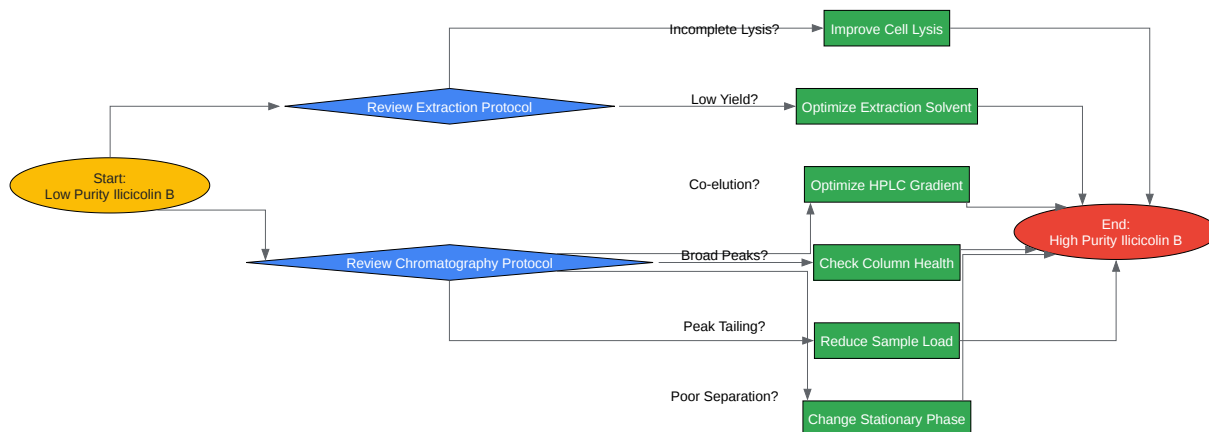 Incomplete Lysis?
Improve Cell Lysis
Review Extraction Protocol
Low Yield?
Optimize Extraction Solvent
Start:
Low Purity Ilicicolin B
Co-elution?
Optimize HPLC Gradient
End:
High Purity Ilicicolin B
Review Chromatography Protocol
Broad Peaks?
Check Column Health
Peak Tailing?
Reduce Sample Load
Poor Separation?
Change Stationary Phase